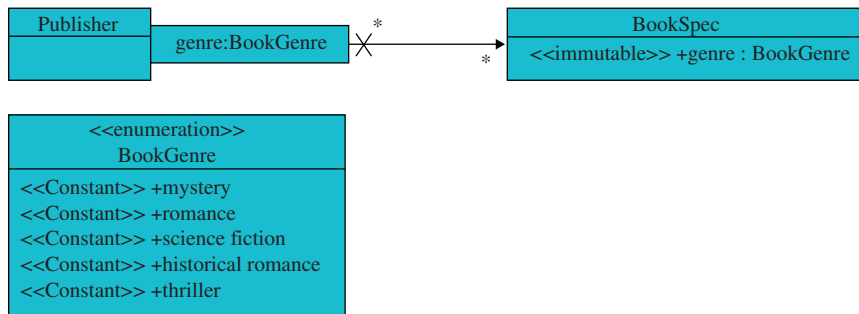 Publisher
genre:BookGenre
*
*
BookSpec
<<immutable>> +genre : BookGenre
<<enumeration>>
BookGenre
<<Constant>> +mystery
<<Constant>> +romance
<<Constant>> +science fiction
<<Constant>> +historical romance
<<Constant>> +thriller